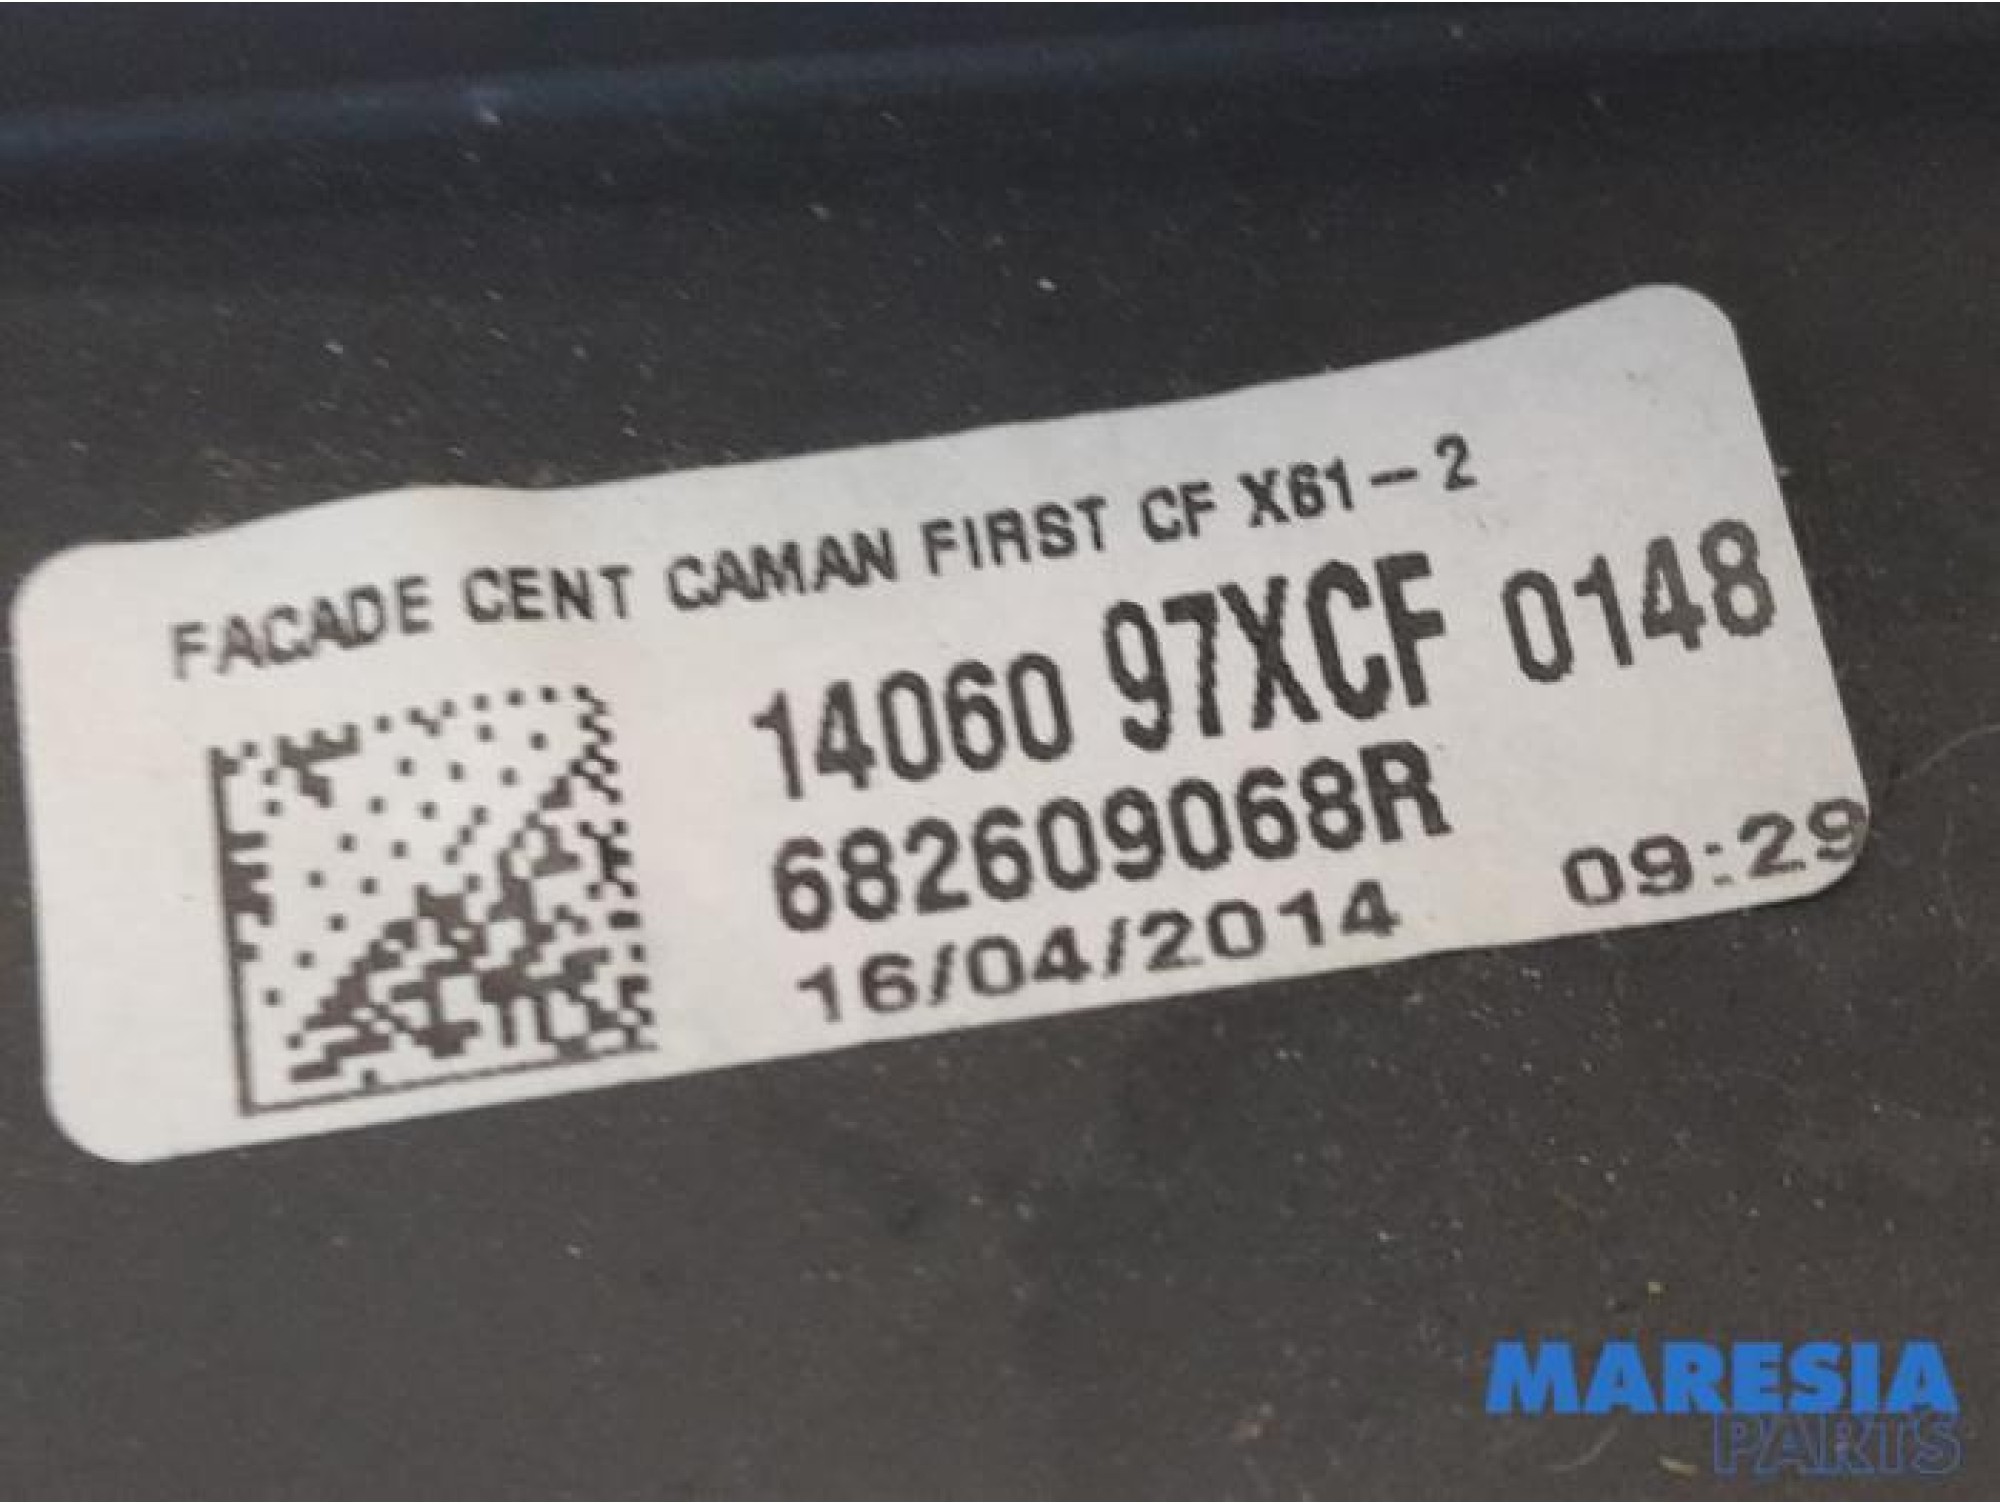 FACADE CENT CAMAN FIRST CF X61-2
14060 97XCF 0148
682609068R
16/04/2014 09:29
MARESIA
PARTS